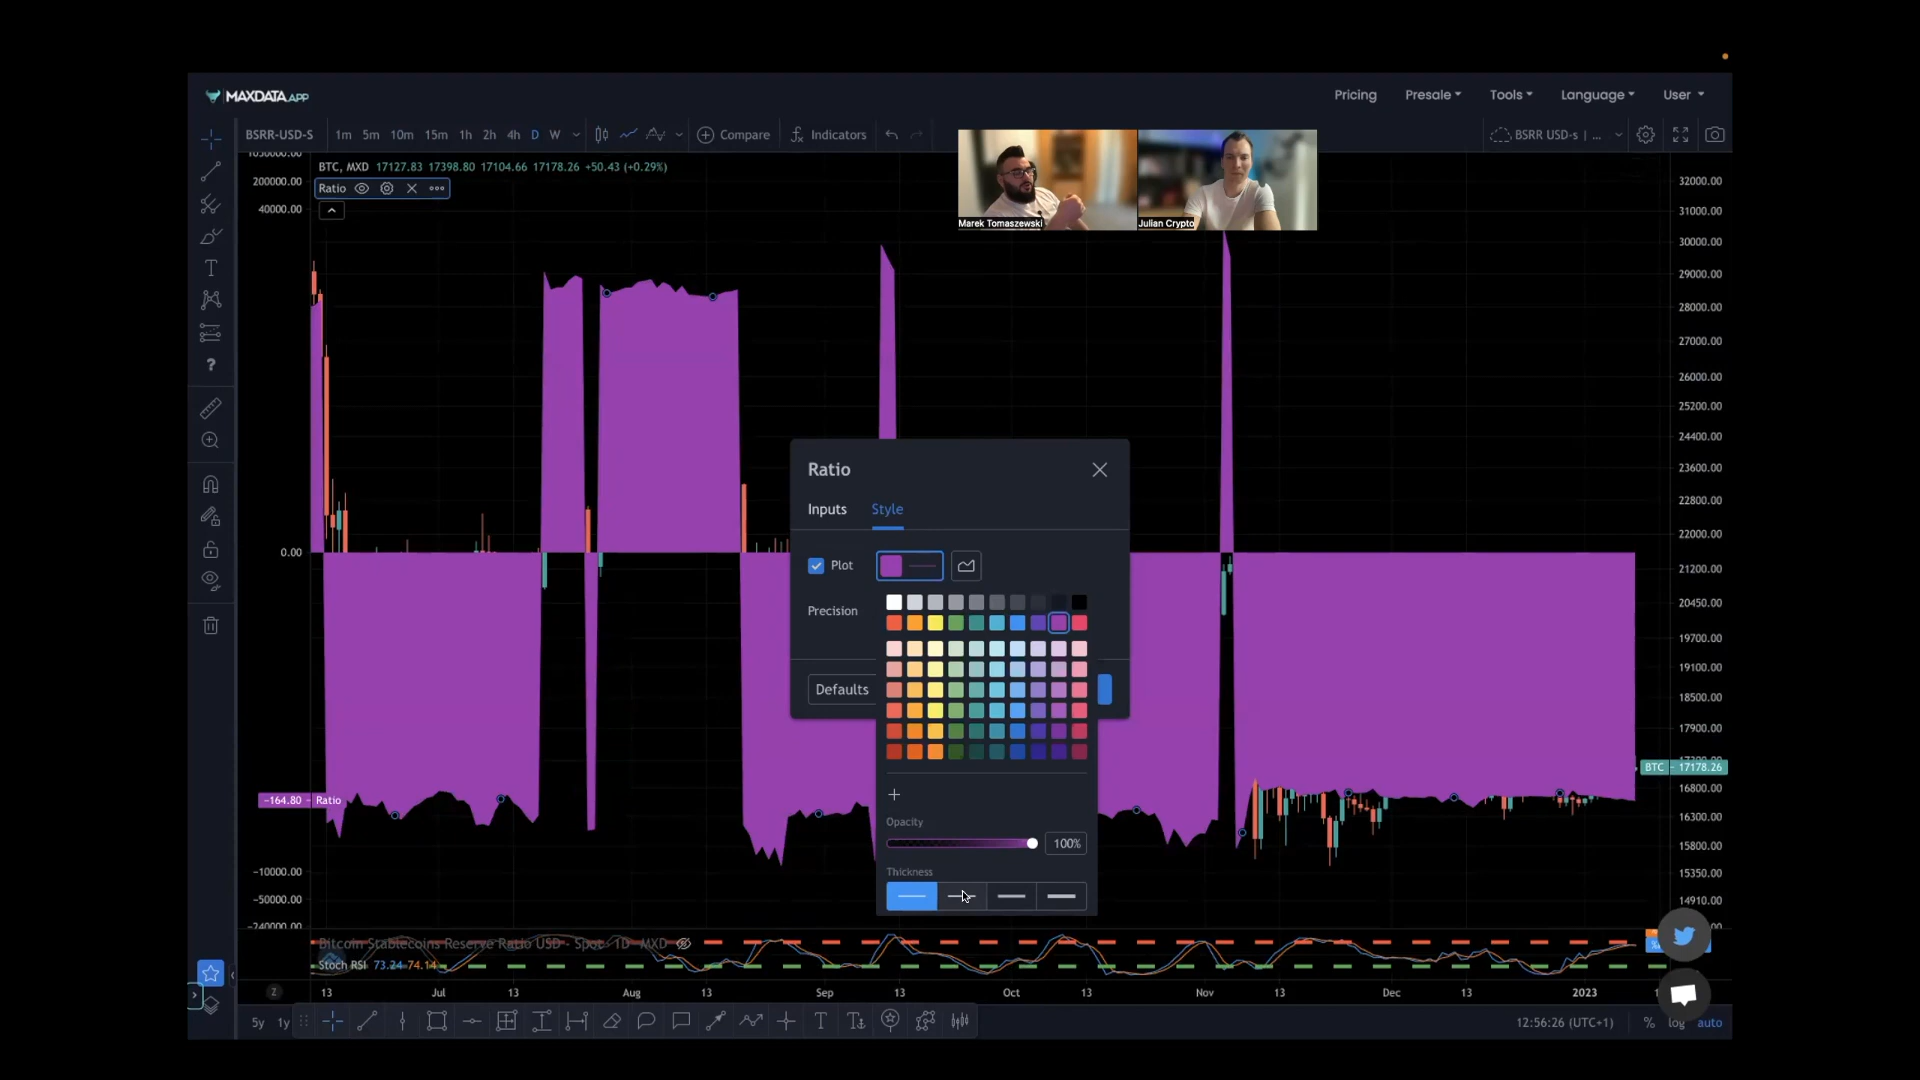 MAXDATA.APP
Pricing Presale Tools Language User
BSRR-USD-S 1m 5m 10m 15m 1h 2h 4h D W Compare Indicators BSRR USD-s | ...
BTC, MXD 17127.83 17398.80 17104.66 17178.26 +50.43 (+0.29%)
Ratio
200000.00
40000.00
0.00
-164.80 - Ratio
-10000.00
-50000.00
-240000.00
Marek Tomaszewski
Julian Crypto
32000.00
31000.00
30000.00
29000.00
28000.00
27000.00
26000.00
25200.00
24400.00
23600.00
22800.00
22000.00
21200.00
20450.00
19700.00
19100.00
18500.00
17900.00
BTC - 17178.26
16800.00
16300.00
15800.00
15350.00
14910.00
Ratio
Inputs Style
Plot
Precision
Defaults
Opacity
100%
Thickness
Bitcoin Stablecoins Reserve Ratio USD - Spot · 1D · MXD
Stoch RSI 73.24 74.14
Z 13 Jul 13 Aug 13 Sep 13 Oct 13 Nov 13 Dec 13 2023
5y 1y 12:56:26 (UTC+1) % log auto